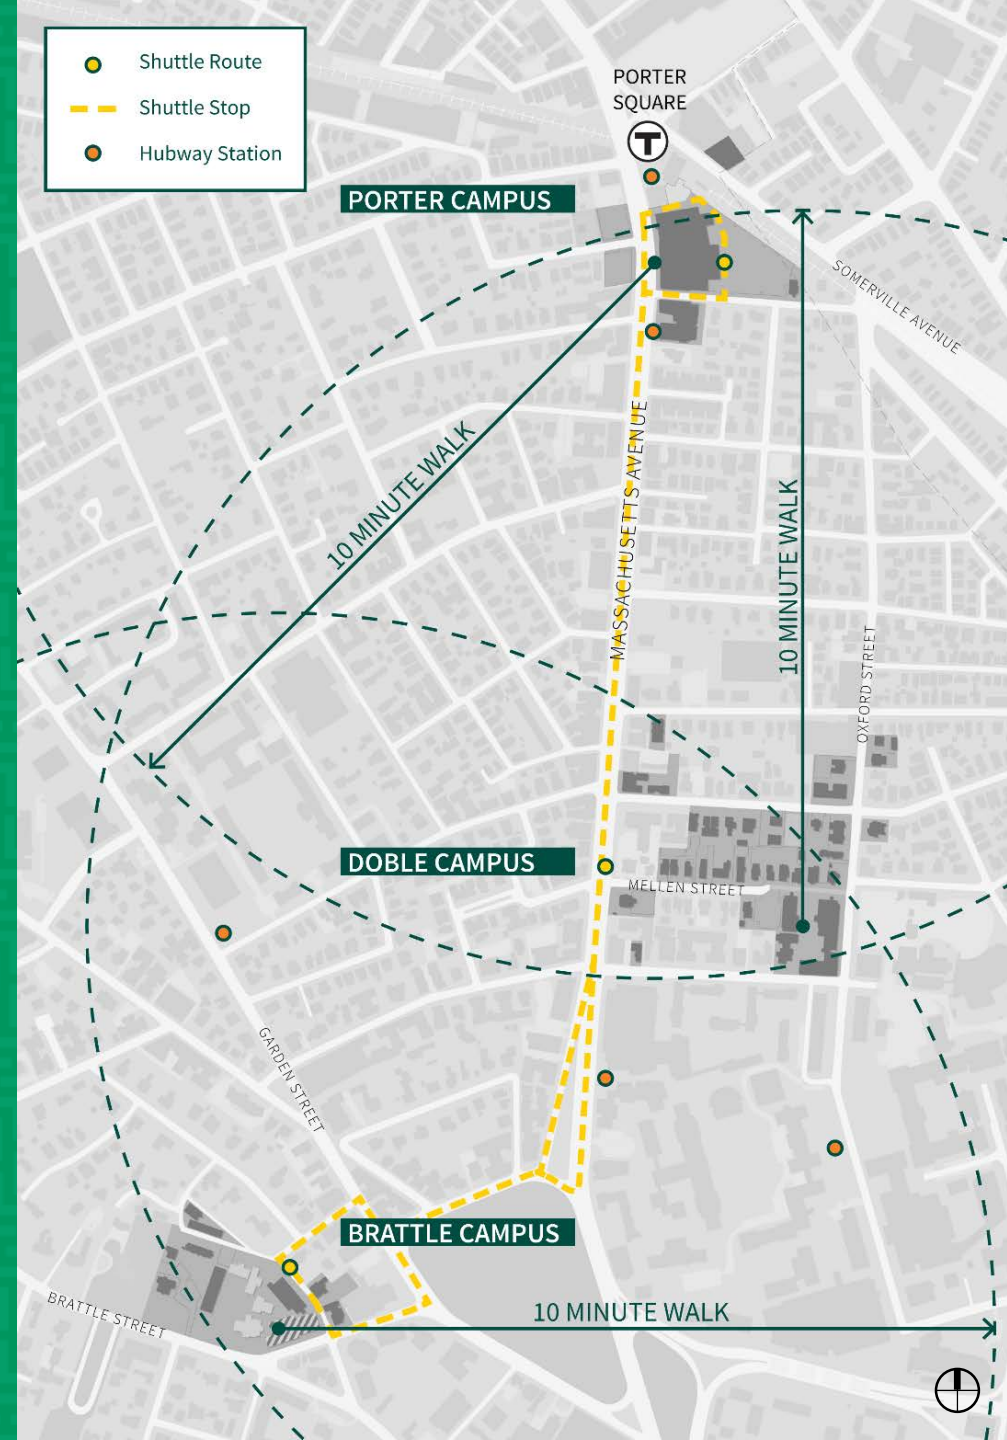 Shuttle Route
Shuttle Stop
Hubway Station
PORTER
SQUARE
T
PORTER CAMPUS
SOMERVILLE AVENUE
10 MINUTE WALK
MASSACHUSETTS AVENUE
10 MINUTE WALK
OXFORD STREET
DOBLE CAMPUS
MELLEN STREET
GARDEN STREET
BRATTLE CAMPUS
BRATTLE STREET
10 MINUTE WALK